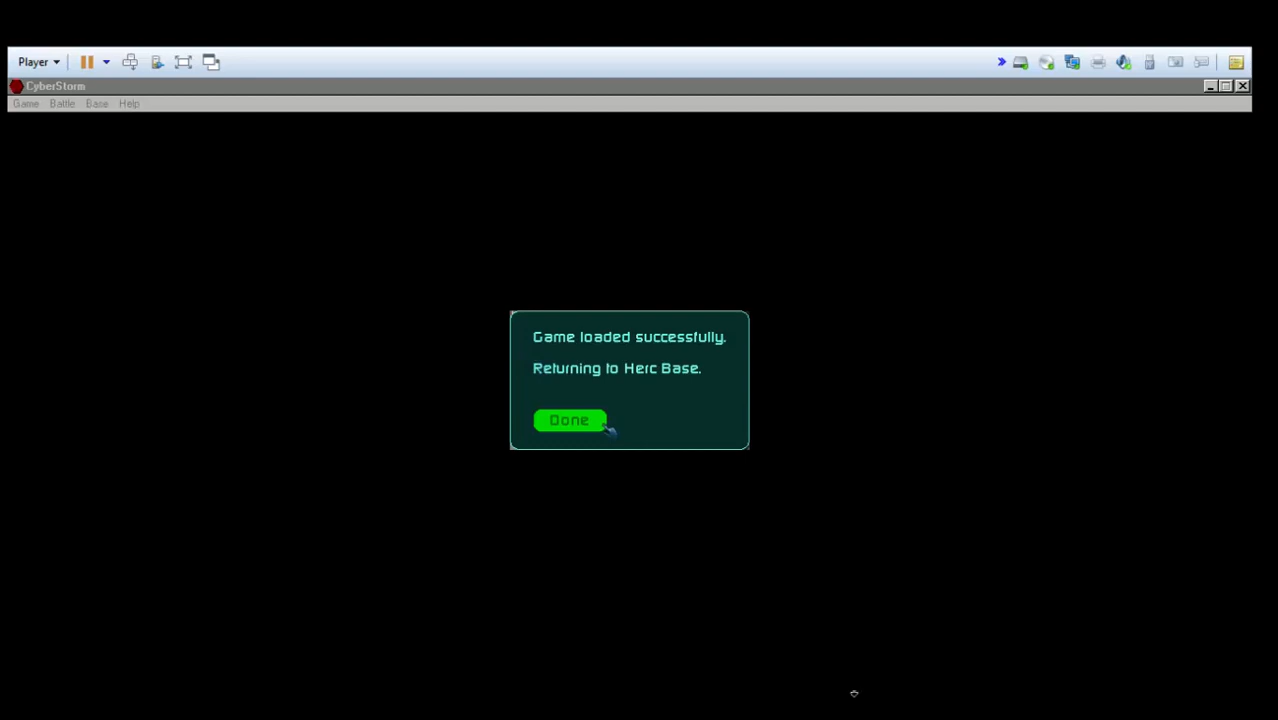 Player
CyberStorm
Game Battle Base Help
Game loaded successfully.
Returning to Herc Base.
Done